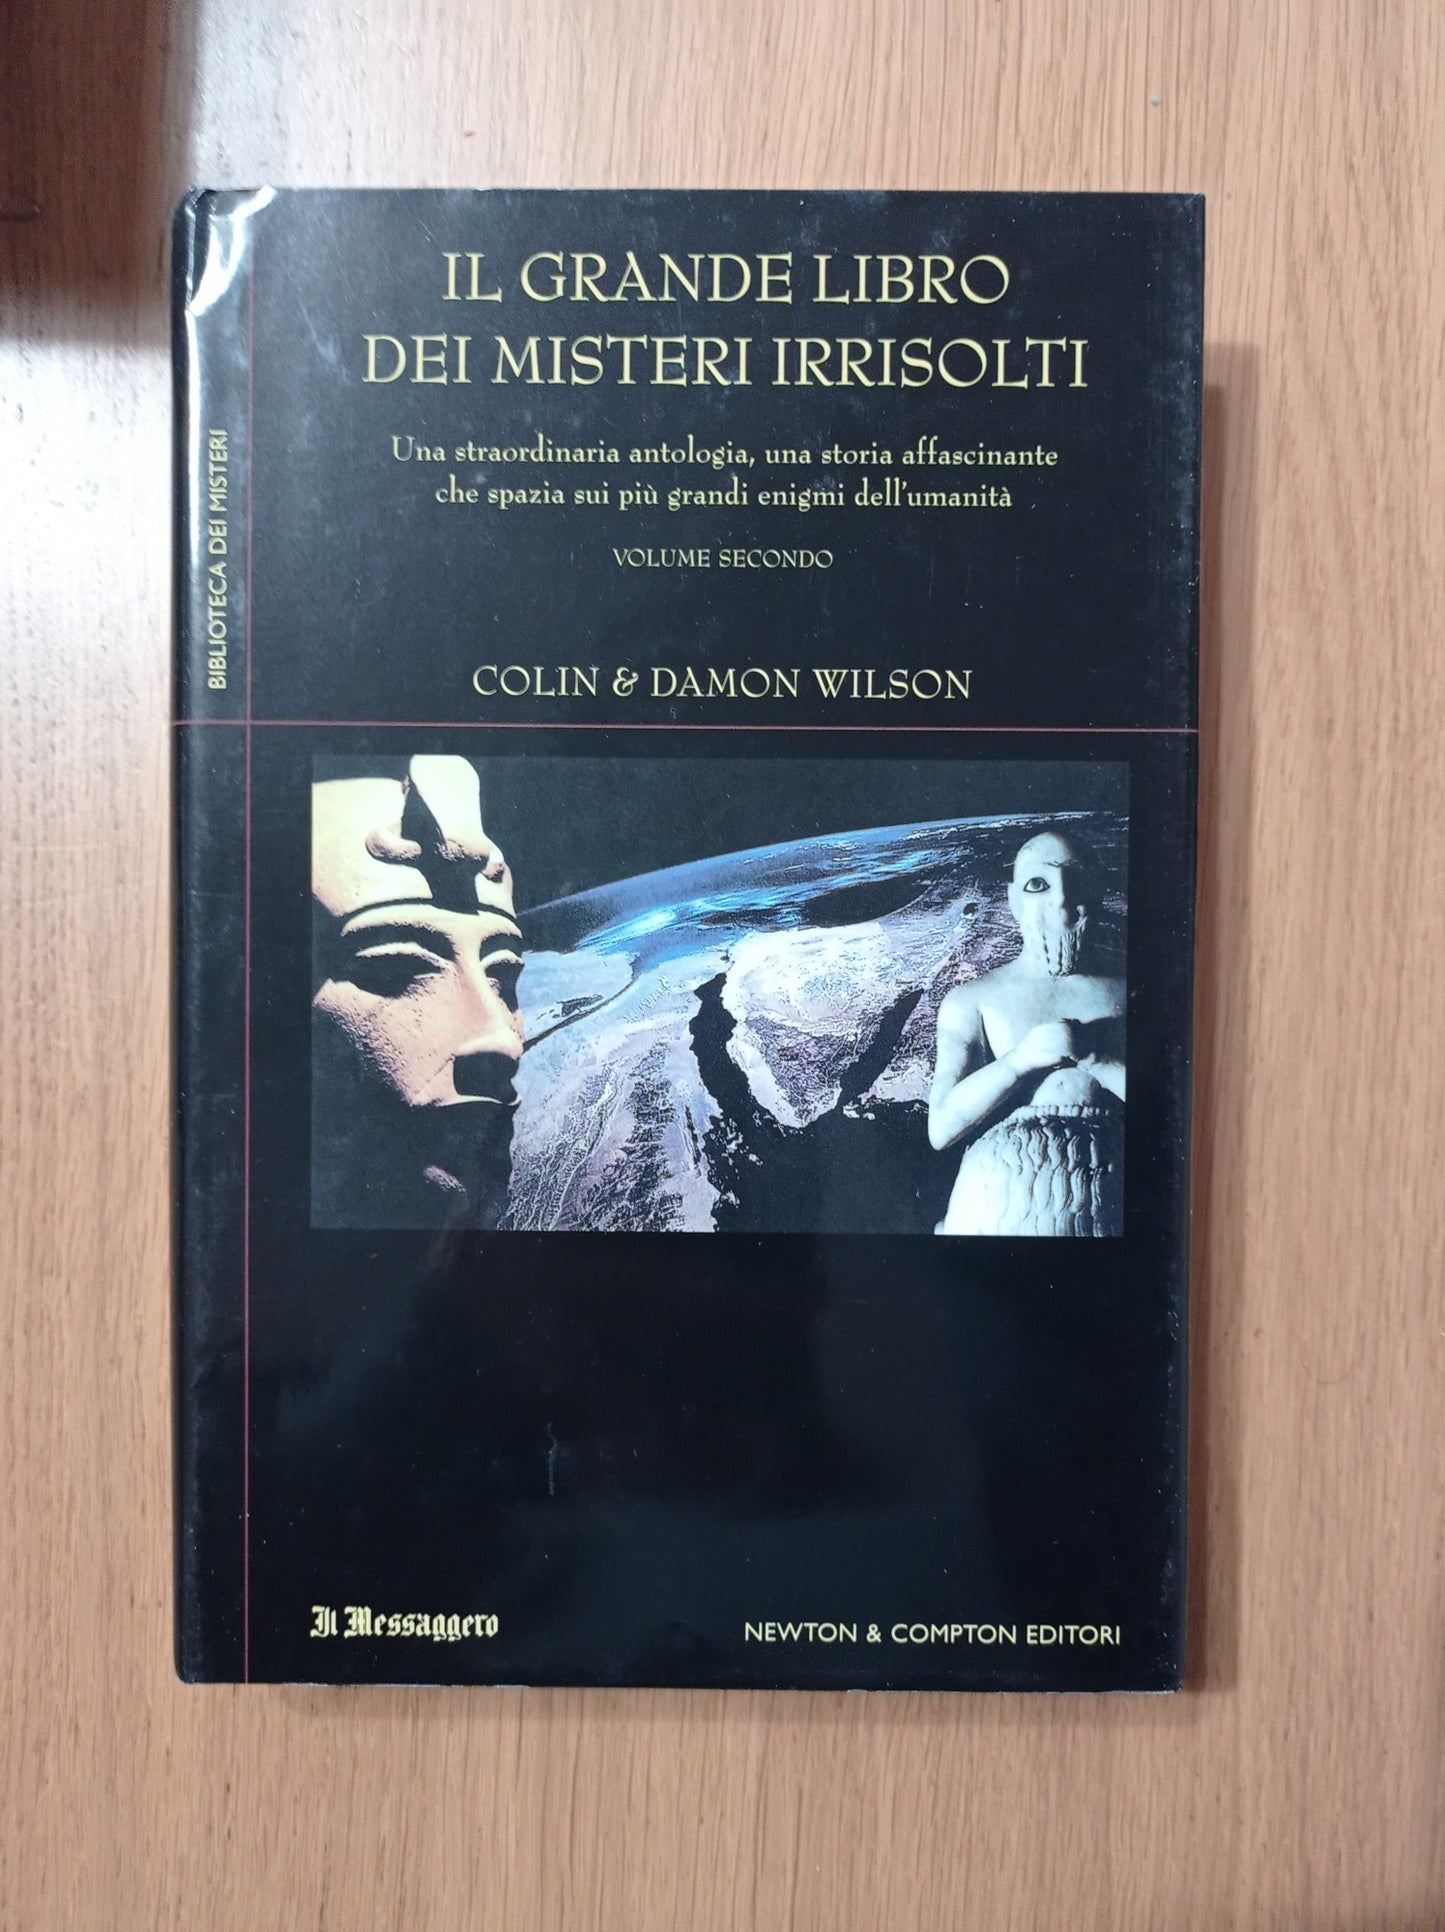 IL GRANDE LIBRO
DEI MISTERI IRRISOLTI
Una straordinaria antologia, una storia affascinante
che spazia sui più grandi enigmi dell'umanità
VOLUME SECONDO
COLIN & DAMON WILSON
BIBLIOTECA DEI MISTERI
Il Messaggero
NEWTON & COMPTON EDITORI